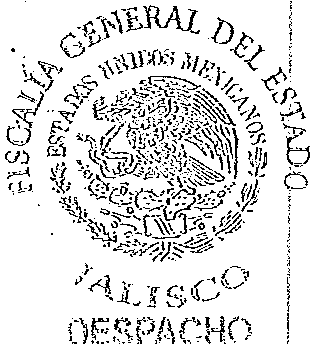 FISCALÍA GENERAL DEL ESTADO
ESTADOS UNIDOS MEXICANOS
JALISCO
DESPACHO